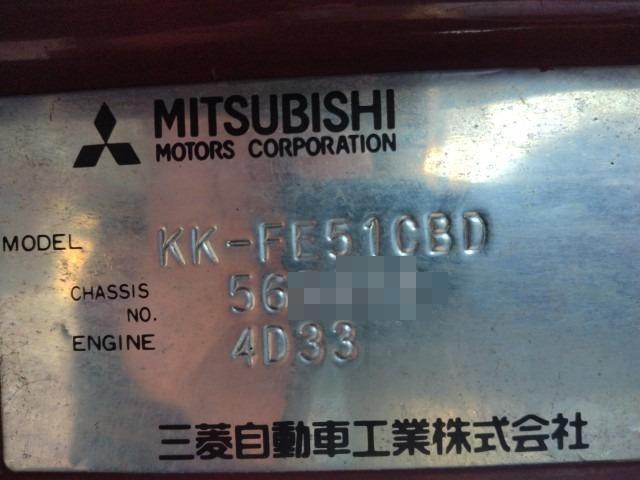 MITSUBISHI
MOTORS CORPORATION
MODEL KK-FE51CBD
CHASSIS NO. 56
ENGINE 4D33
三菱自動車工業株式会社